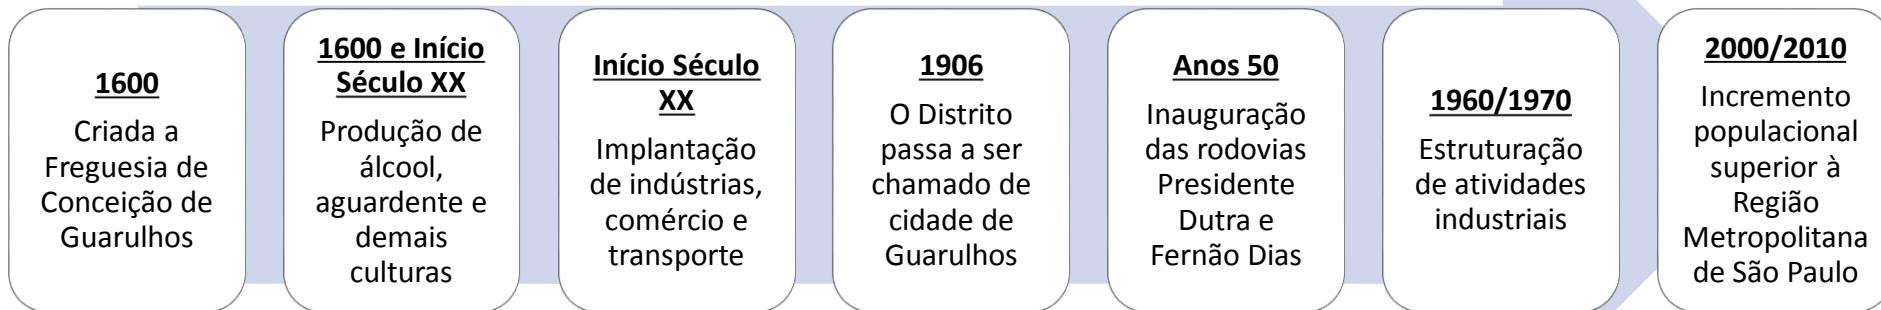 1600
Criada a
Freguesia de
Conceição de
Guarulhos
1600 e Início
Século XX
Produção de
álcool,
aguardente e
demais
culturas
Início Século
XX
Implantação
de indústrias,
comércio e
transporte
1906
O Distrito
passa a ser
chamado de
cidade de
Guarulhos
Anos 50
Inauguração
das rodovias
Presidente
Dutra e
Fernão Dias
1960/1970
Estruturação
de atividades
industriais
2000/2010
Incremento
populacional
superior à
Região
Metropolitana
de São Paulo